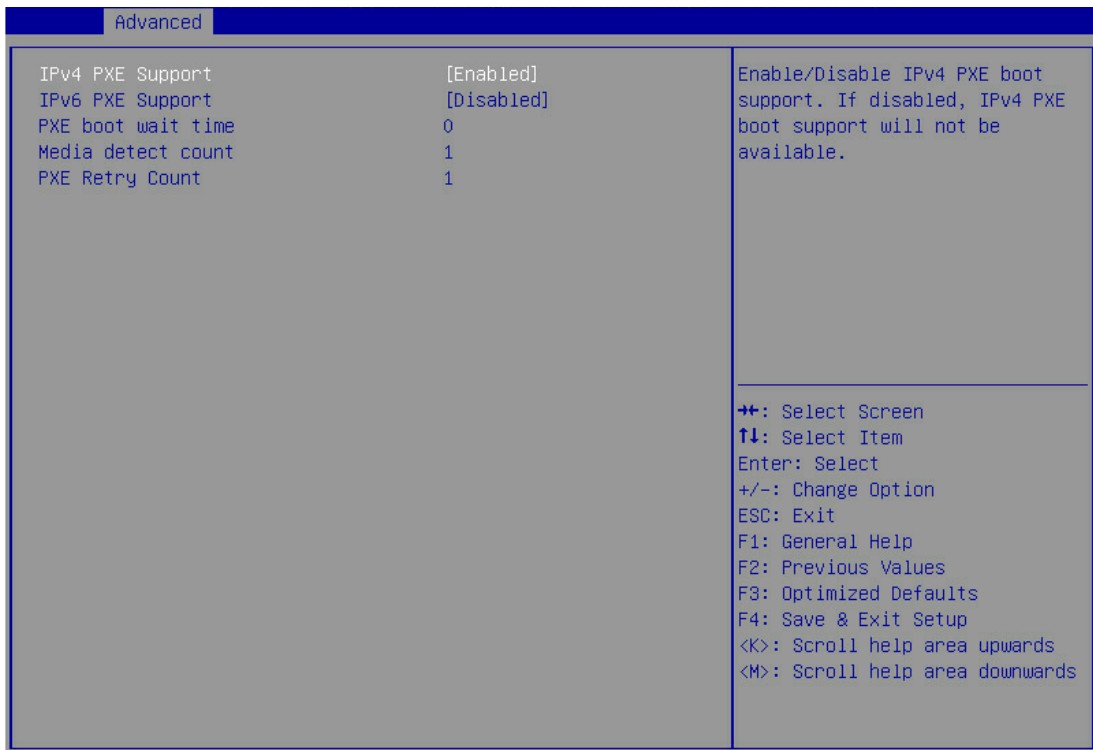 Advanced
IPv4 PXE Support [Enabled]
IPv6 PXE Support [Disabled]
PXE boot wait time 0
Media detect count 1
PXE Retry Count 1
Enable/Disable IPv4 PXE boot
support. If disabled, IPv4 PXE
boot support will not be
available.
→←: Select Screen
↑↓: Select Item
Enter: Select
+/-: Change Option
ESC: Exit
F1: General Help
F2: Previous Values
F3: Optimized Defaults
F4: Save & Exit Setup
<K>: Scroll help area upwards
<M>: Scroll help area downwards